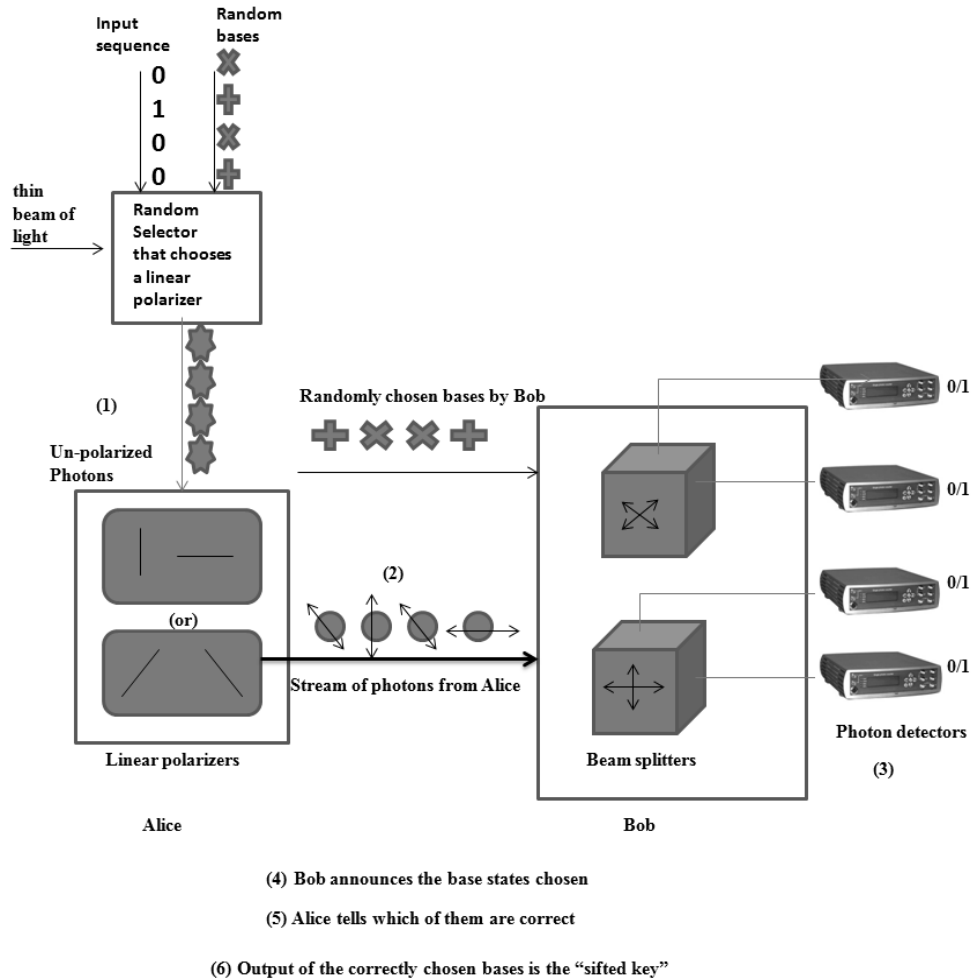 Input
sequence
Random
bases
0
1
0
0
thin
beam of
light
Random
Selector
that chooses
a linear
polarizer
(1)
Un-polarized
Photons
Randomly chosen bases by Bob
(or)
(2)
Stream of photons from Alice
Linear polarizers
Alice
Beam splitters
Bob
0/1
0/1
0/1
0/1
Photon detectors
(3)
(4) Bob announces the base states chosen
(5) Alice tells which of them are correct
(6) Output of the correctly chosen bases is the “sifted key”